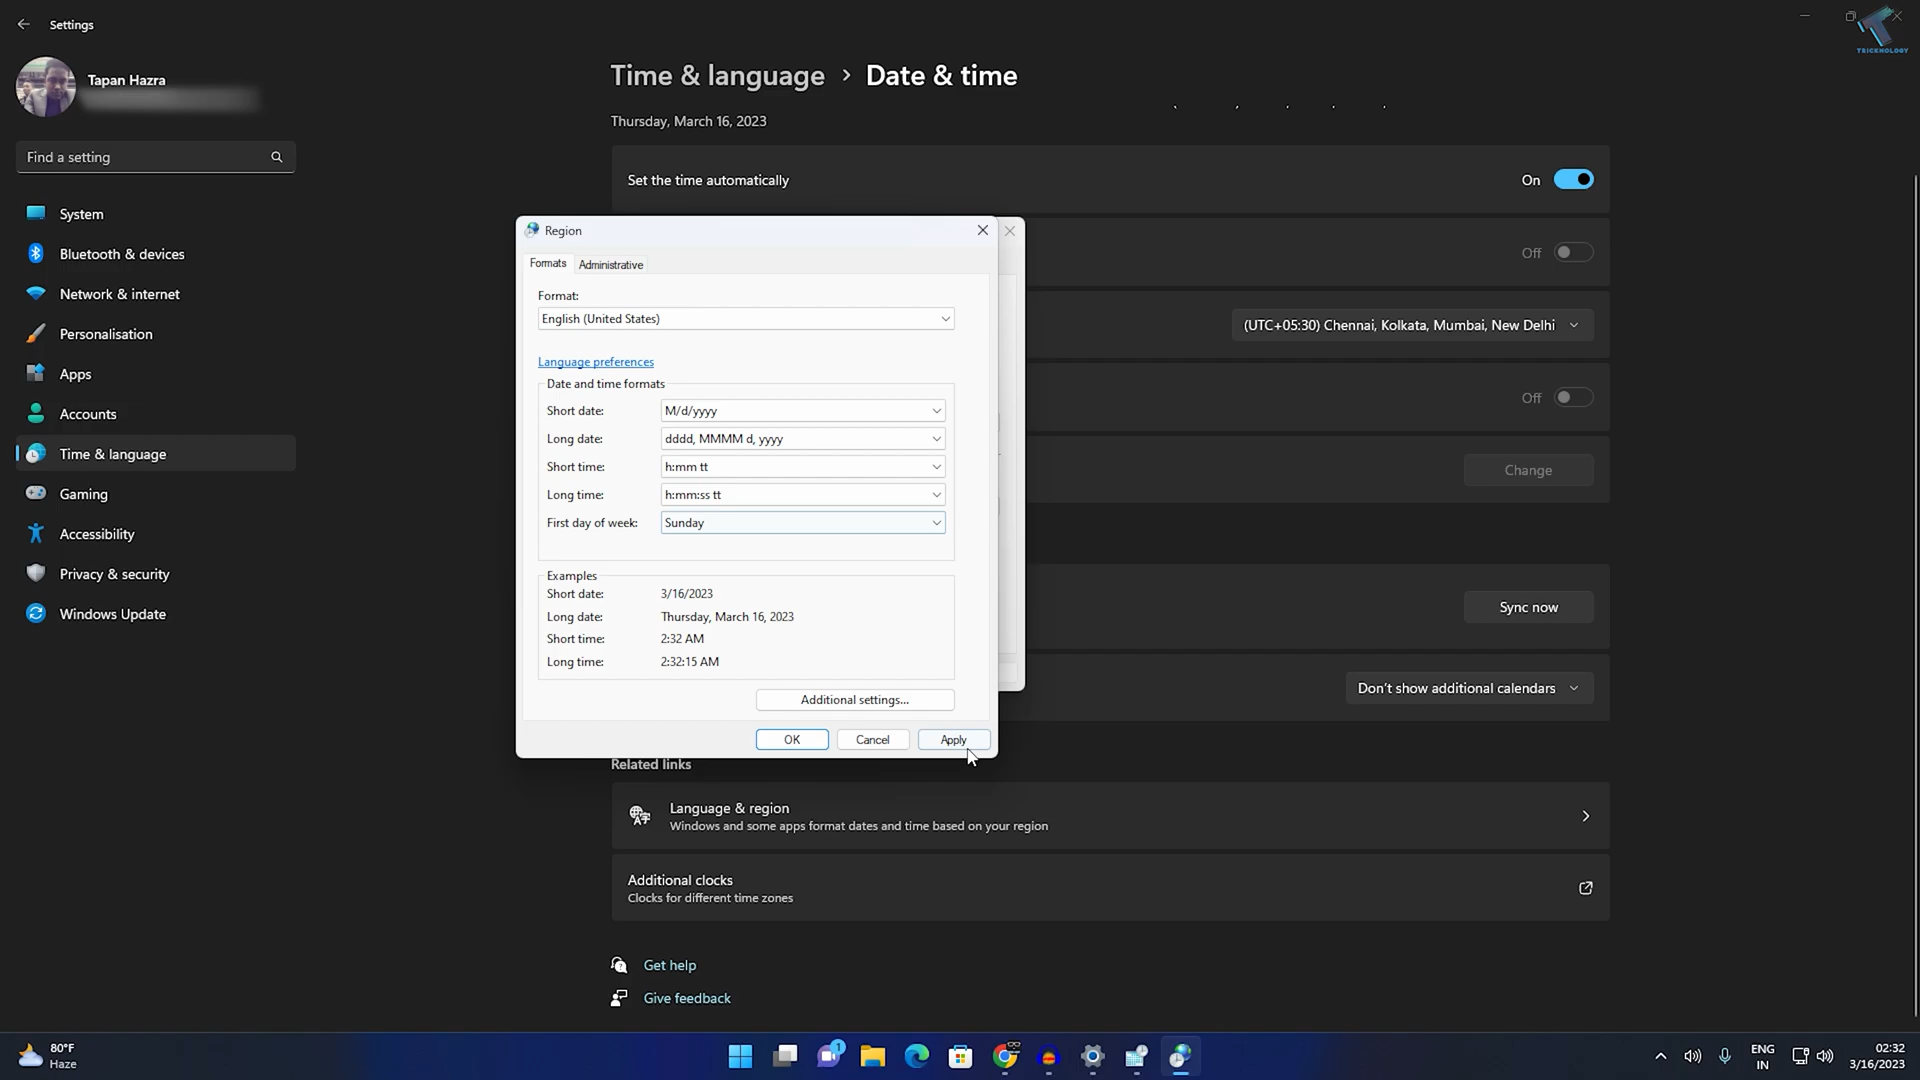 Settings
TRICKNOLOGY
Tapan Hazra
Find a setting
System
Bluetooth & devices
Network & internet
Personalisation
Apps
Accounts
Time & language
Gaming
Accessibility
Privacy & security
Windows Update
Time & language › Date & time
Thursday, March 16, 2023
Set the time automatically
On
Off
(UTC+05:30) Chennai, Kolkata, Mumbai, New Delhi
Off
Change
Sync now
Don't show additional calendars
Region
Formats
Administrative
Format:
English (United States)
Language preferences
Date and time formats
Short date: M/d/yyyy
Long date: dddd, MMMM d, yyyy
Short time: h:mm tt
Long time: h:mm:ss tt
First day of week: Sunday
Examples
Short date: 3/16/2023
Long date: Thursday, March 16, 2023
Short time: 2:32 AM
Long time: 2:32:15 AM
Additional settings...
OK
Cancel
Apply
Related links
Language & region
Windows and some apps format dates and time based on your region
Additional clocks
Clocks for different time zones
Get help
Give feedback
80°F
Haze
1
ENG
IN
02:32
3/16/2023